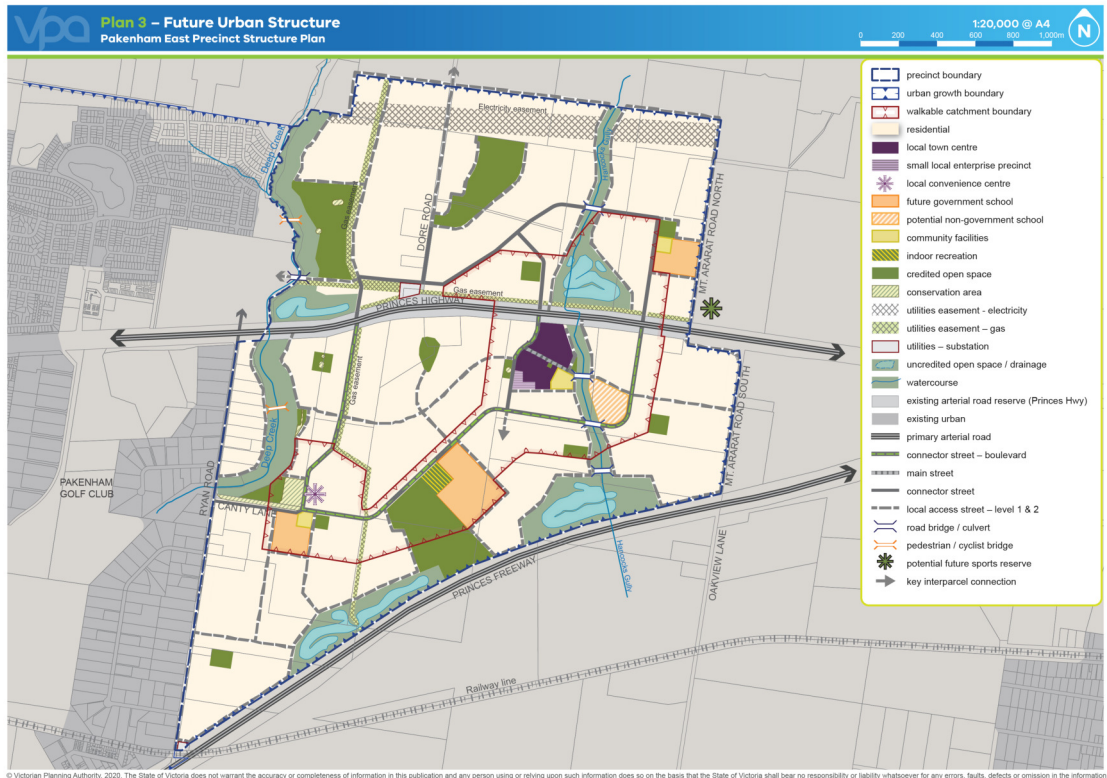 vpa
Plan 3 – Future Urban Structure
Pakenham East Precinct Structure Plan
1:20,000 @ A4
0 200 400 600 800 1,000m
N
precinct boundary
urban growth boundary
walkable catchment boundary
residential
local town centre
small local enterprise precinct
local convenience centre
future government school
potential non-government school
community facilities
indoor recreation
credited open space
conservation area
utilities easement - electricity
utilities easement – gas
utilities – substation
uncredited open space / drainage
watercourse
existing arterial road reserve (Princes Hwy)
existing urban
primary arterial road
connector street – boulevard
main street
connector street
local access street – level 1 & 2
road bridge / culvert
pedestrian / cyclist bridge
potential future sports reserve
key interparcel connection
Electricity easement
Deep Creek
Hancocks Gully
Gas easement
DORE ROAD
MT. ARARAT ROAD NORTH
Gas easement
PRINCES HIGHWAY
Gas easement
MT. ARARAT ROAD SOUTH
Deep Creek
RYAN ROAD
PAKENHAM
GOLF CLUB
CANTY LANE
PRINCES FREEWAY
Hancocks Gully
OAKVIEW LANE
Railway line
© Victorian Planning Authority, 2020. The State of Victoria does not warrant the accuracy or completeness of information in this publication and any person using or relying upon such information does so on the basis that the State of Victoria shall bear no responsibility or liability whatsoever for any errors, faults, defects or omission in the information